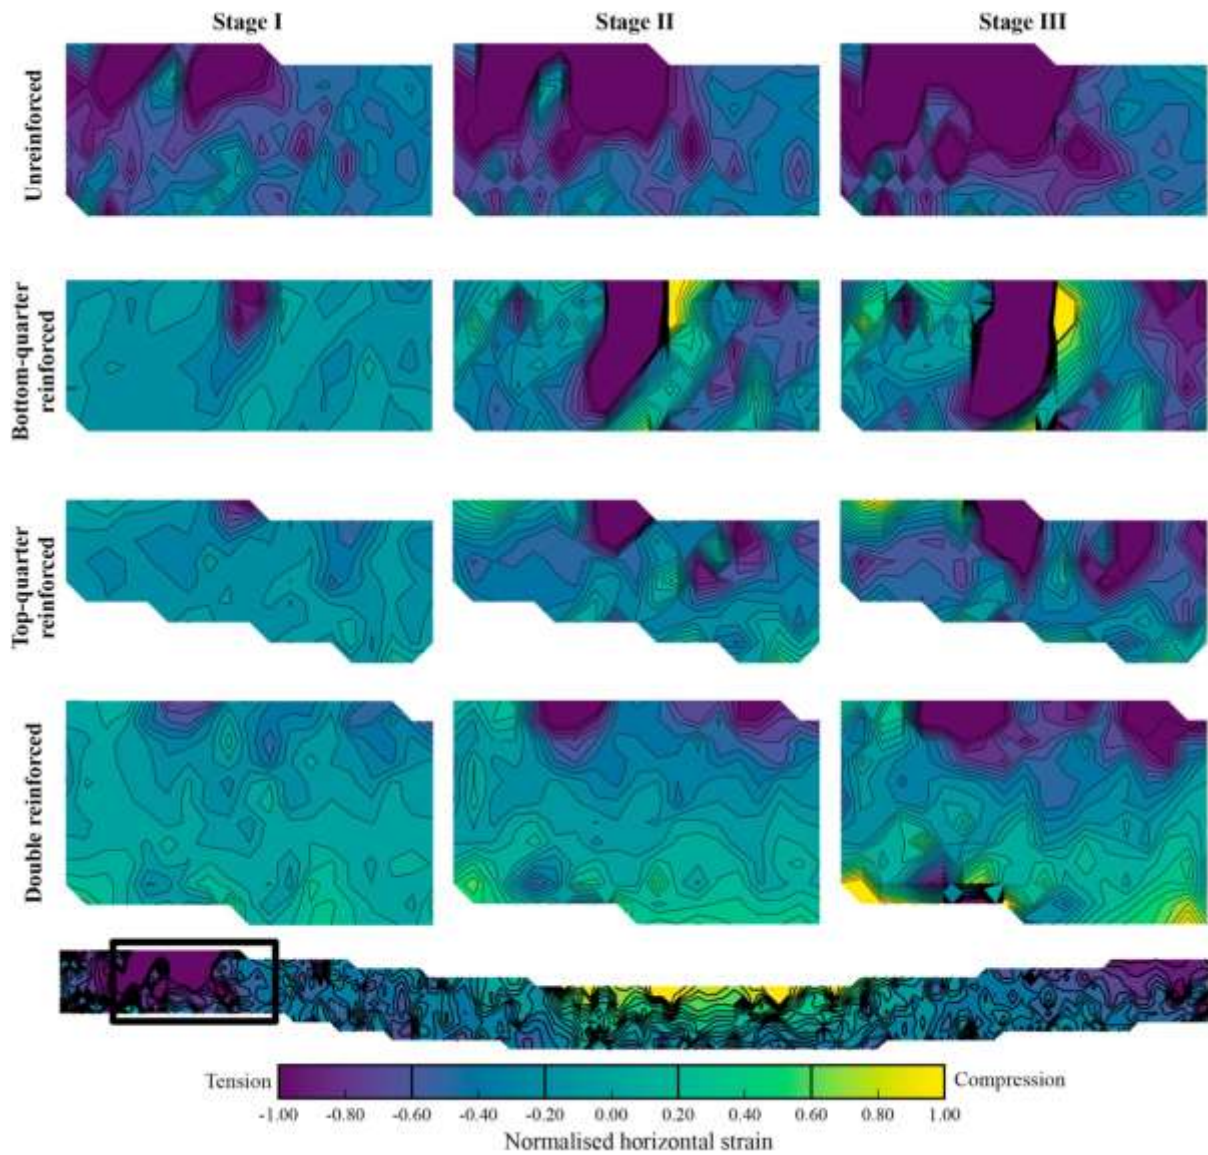 Stage I
Stage II
Stage III
Unreinforced
Bottom-quarter
reinforced
Top-quarter
reinforced
Double reinforced
Tension
Compression
-1.00 -0.80 -0.60 -0.40 -0.20 0.00 0.20 0.40 0.60 0.80 1.00
Normalised horizontal strain